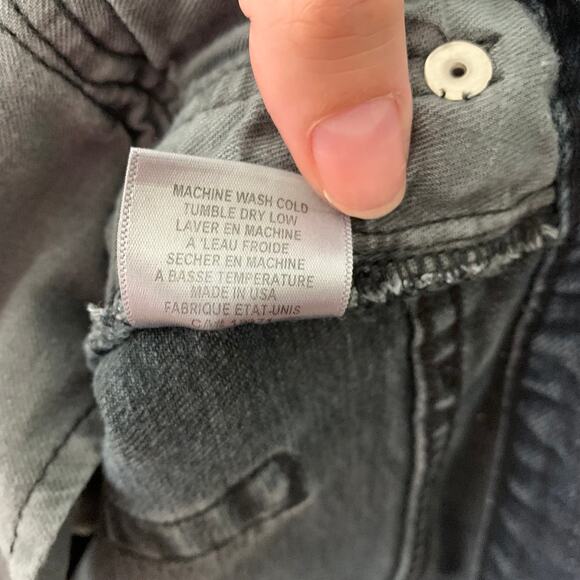 MACHINE WASH COLD
TUMBLE DRY LOW
LAVER EN MACHINE
A 'LEAU FROIDE
SECHER EN MACHINE
A BASSE TEMPERATURE
MADE IN USA
FABRIQUE ETAT-UNIS